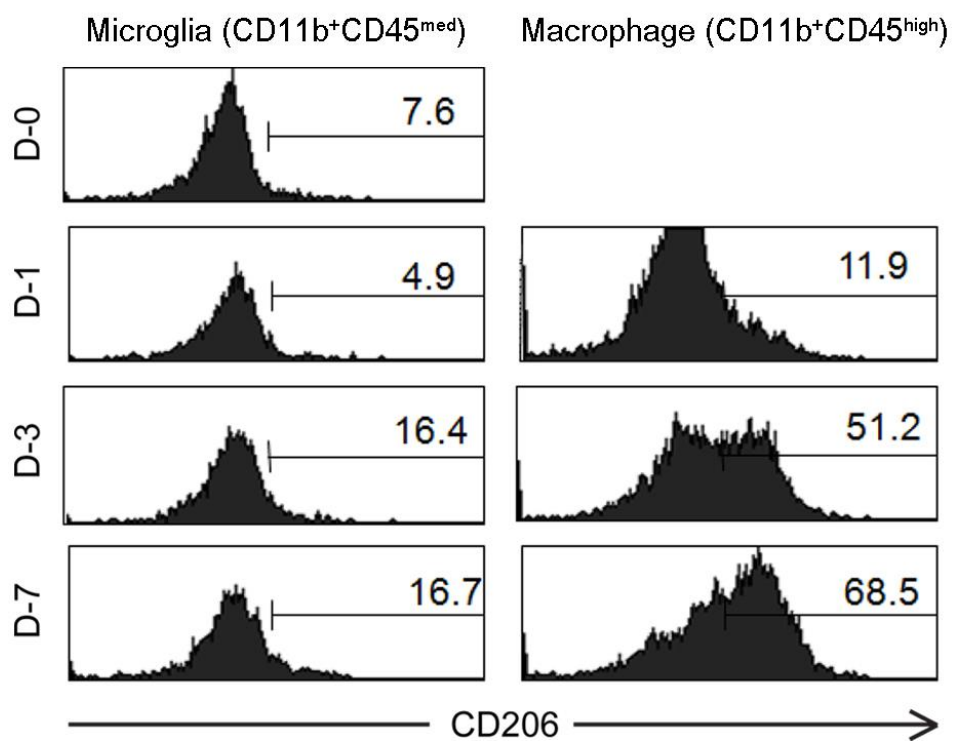 Microglia (CD11b⁺CD45ᵐᵉᵈ) Macrophage (CD11b⁺CD45ʰⁱᵍʰ)
D-0 7.6
D-1 4.9 11.9
D-3 16.4 51.2
D-7 16.7 68.5
CD206